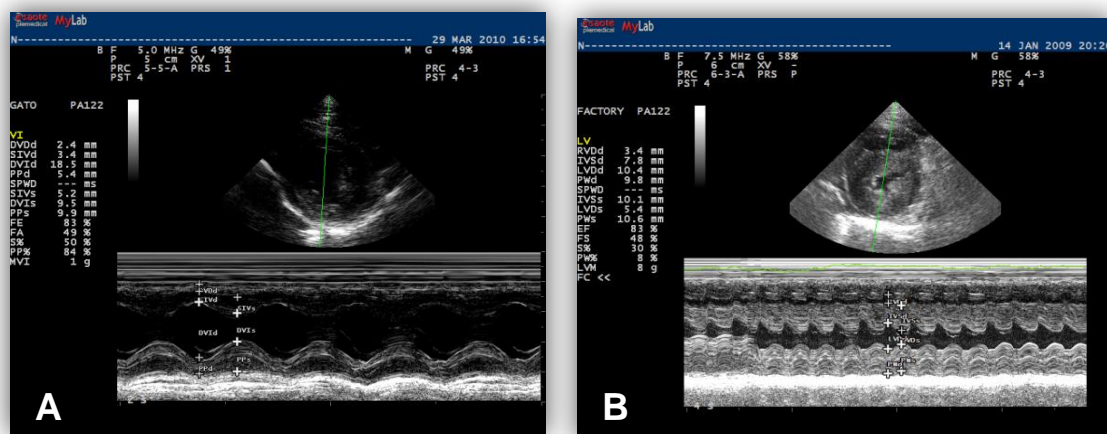 esaote
piemedical MyLab
N- 29 MAR 2010 16:54
B F 5.0 MHz G 49% M G 49%
P 5 cm XV 1
PRC 5-5-A PRS 1 PRC 4-3
PST 4 PST 4
GATO PA122
VI
DVDd 2.4 mm
SIVd 3.4 mm
DVId 18.5 mm
PPd 5.4 mm
SPWD --- ms
SIVs 5.2 mm
DVIs 9.5 mm
PPs 9.9 mm
FE 83 %
FA 49 %
S% 50 %
PP% 84 %
MVI 1 g
SIVs
DVId DVIs
PPs
PPd
A
esaote
piemedical MyLab
N- 14 JAN 2009 20:20
B F 7.5 MHz G 58% M G 58%
P 6 cm XV -
PRC 6-3-A PRS P PRC 4-3
PST 4 PST 4
FACTORY PA122
LV
RVDd 3.4 mm
IVSd 7.8 mm
LVDd 10.4 mm
PWd 9.8 mm
SPWD --- ms
IVSs 10.1 mm
LVDs 5.4 mm
PWs 10.6 mm
EF 83 %
FS 48 %
S% 30 %
PW% 8 %
LVM 8 g
FC <<
B